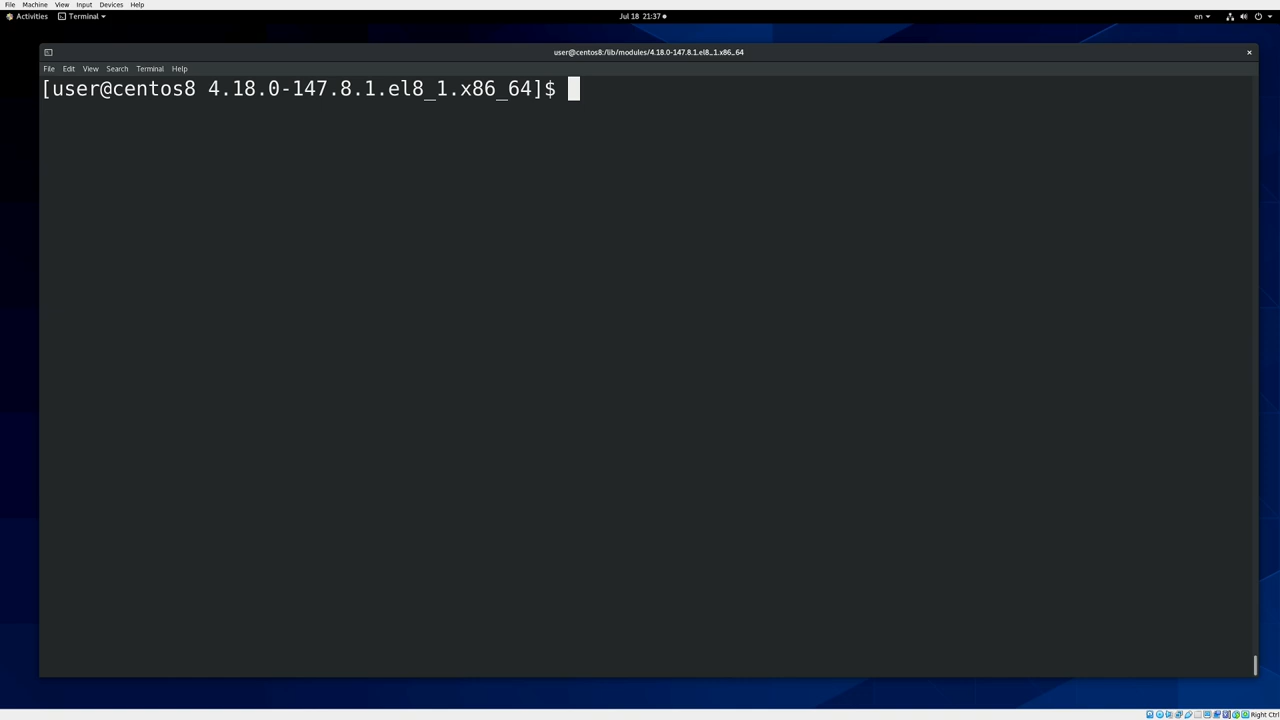 File Machine View Input Devices Help
Activities Terminal Jul 18 21:37 en
user@centos8:/lib/modules/4.18.0-147.8.1.el8_1.x86_64
File Edit View Search Terminal Help
[user@centos8 4.18.0-147.8.1.el8_1.x86_64]$
Right Ctrl